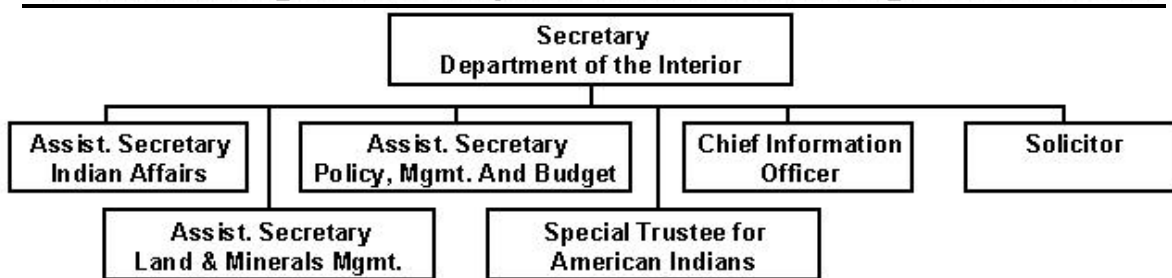 Secretary
Department of the Interior
Assist. Secretary
Indian Affairs
Assist. Secretary
Policy, Mgmt. And Budget
Chief Information
Officer
Solicitor
Assist. Secretary
Land & Minerals Mgmt.
Special Trustee for
American Indians